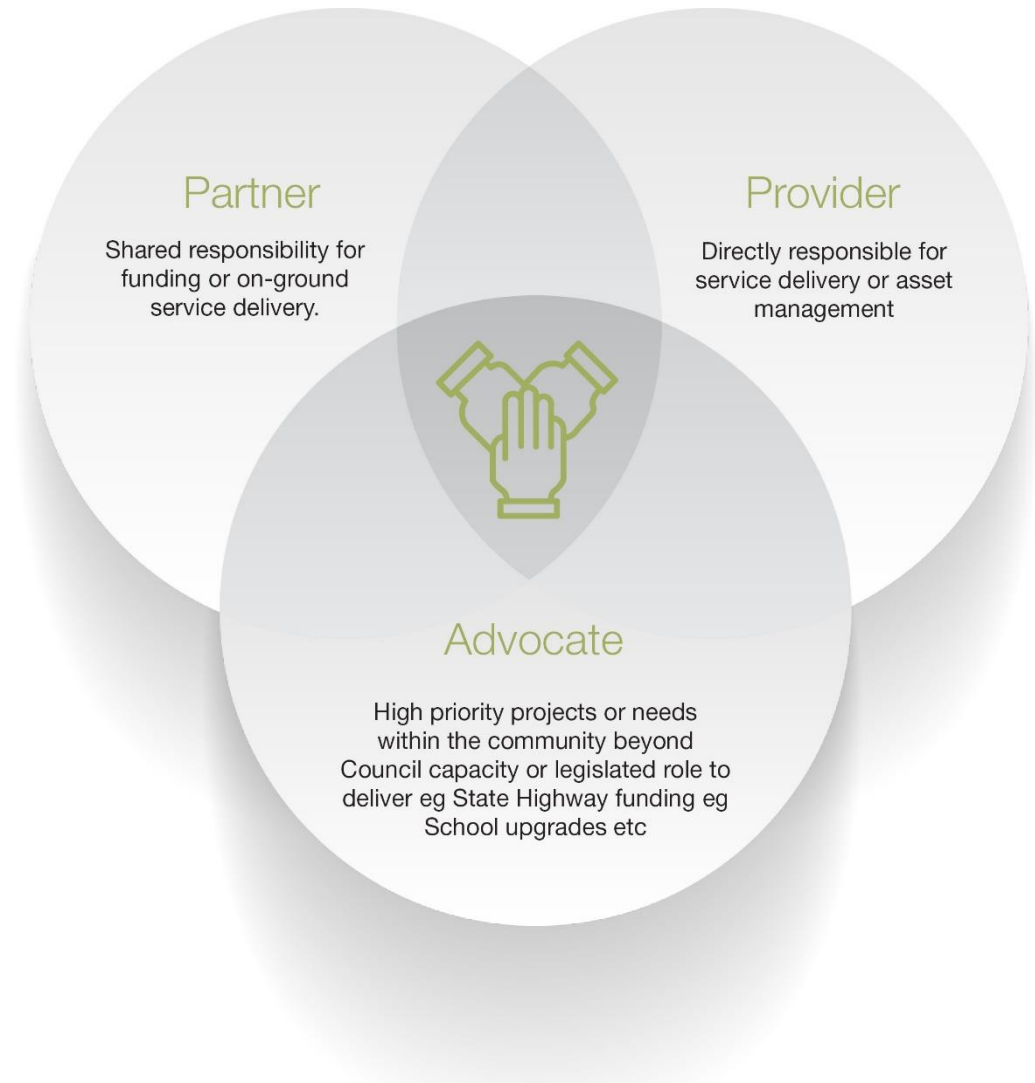 Partner
Shared responsibility for
funding or on-ground
service delivery.
Provider
Directly responsible for
service delivery or asset
management
Advocate
High priority projects or needs
within the community beyond
Council capacity or legislated role to
deliver eg State Highway funding eg
School upgrades etc